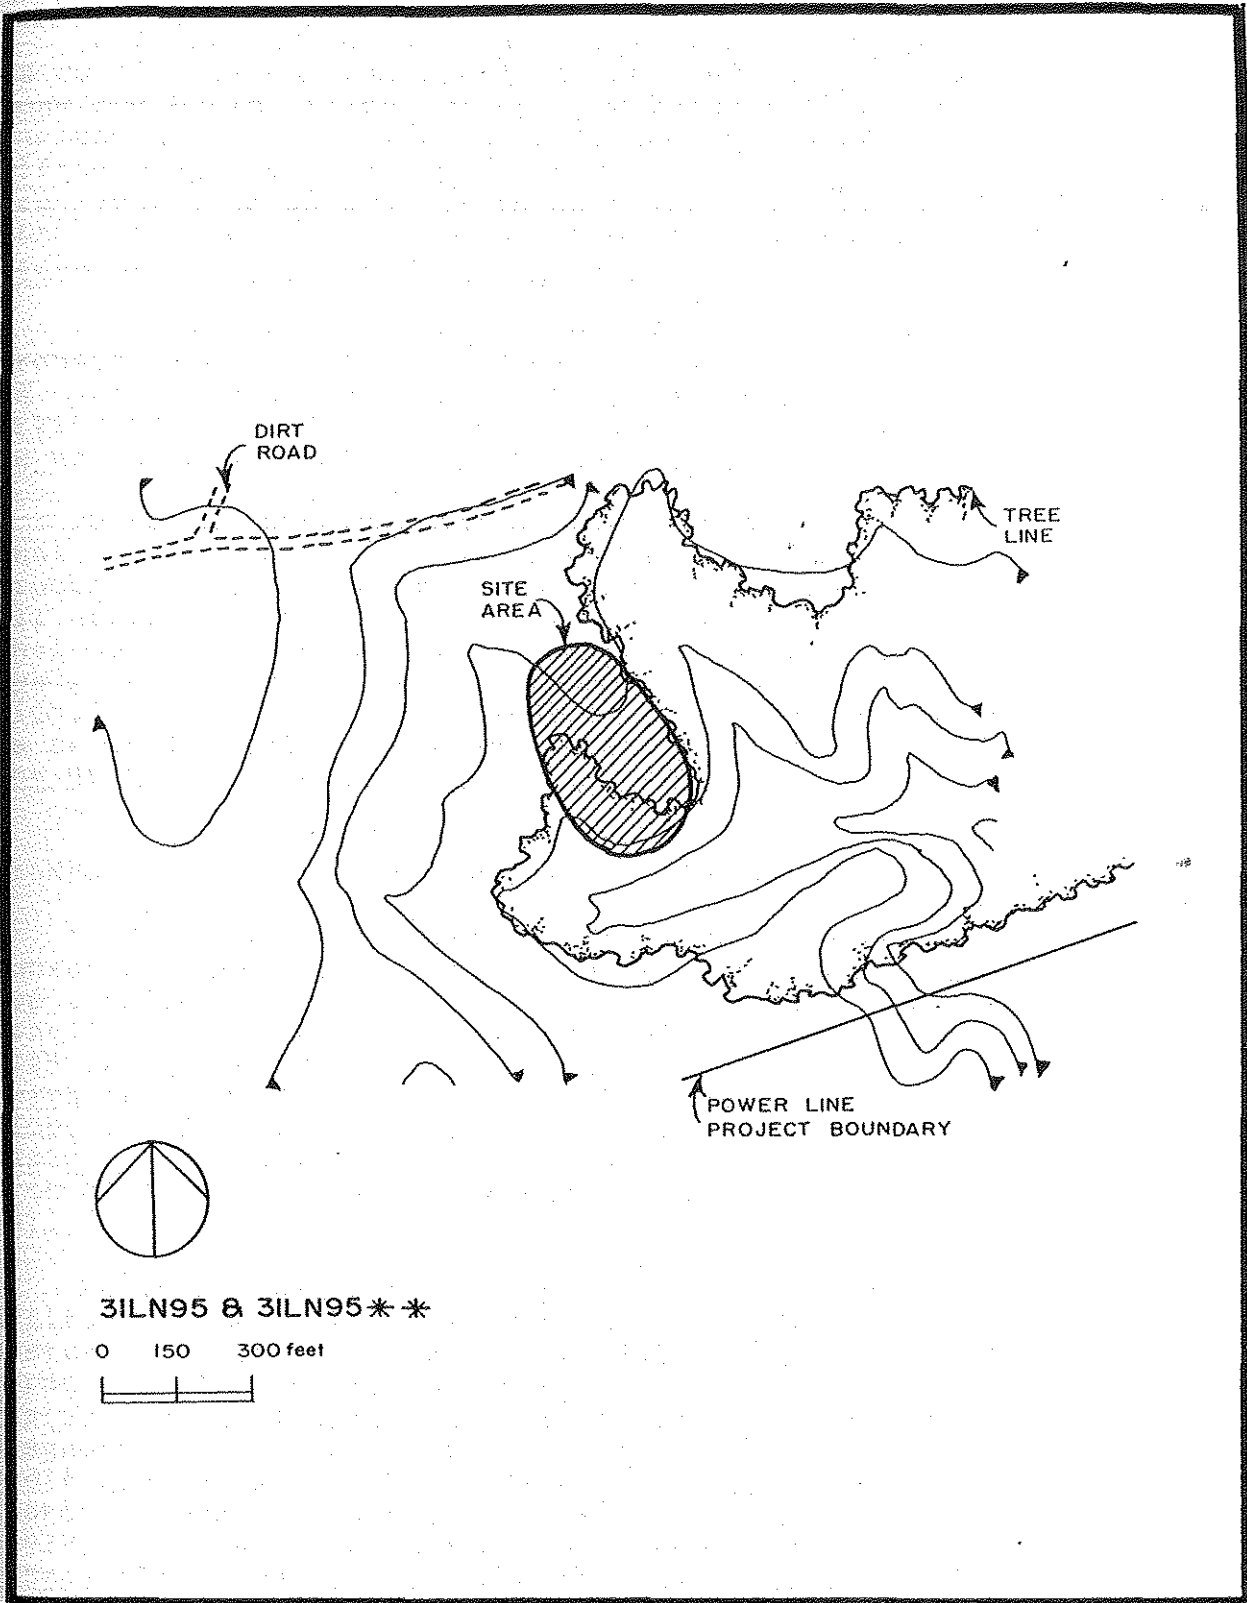 DIRT
ROAD
TREE
LINE
SITE
AREA
POWER LINE
PROJECT BOUNDARY
31LN95 & 31LN95**
0 150 300 feet